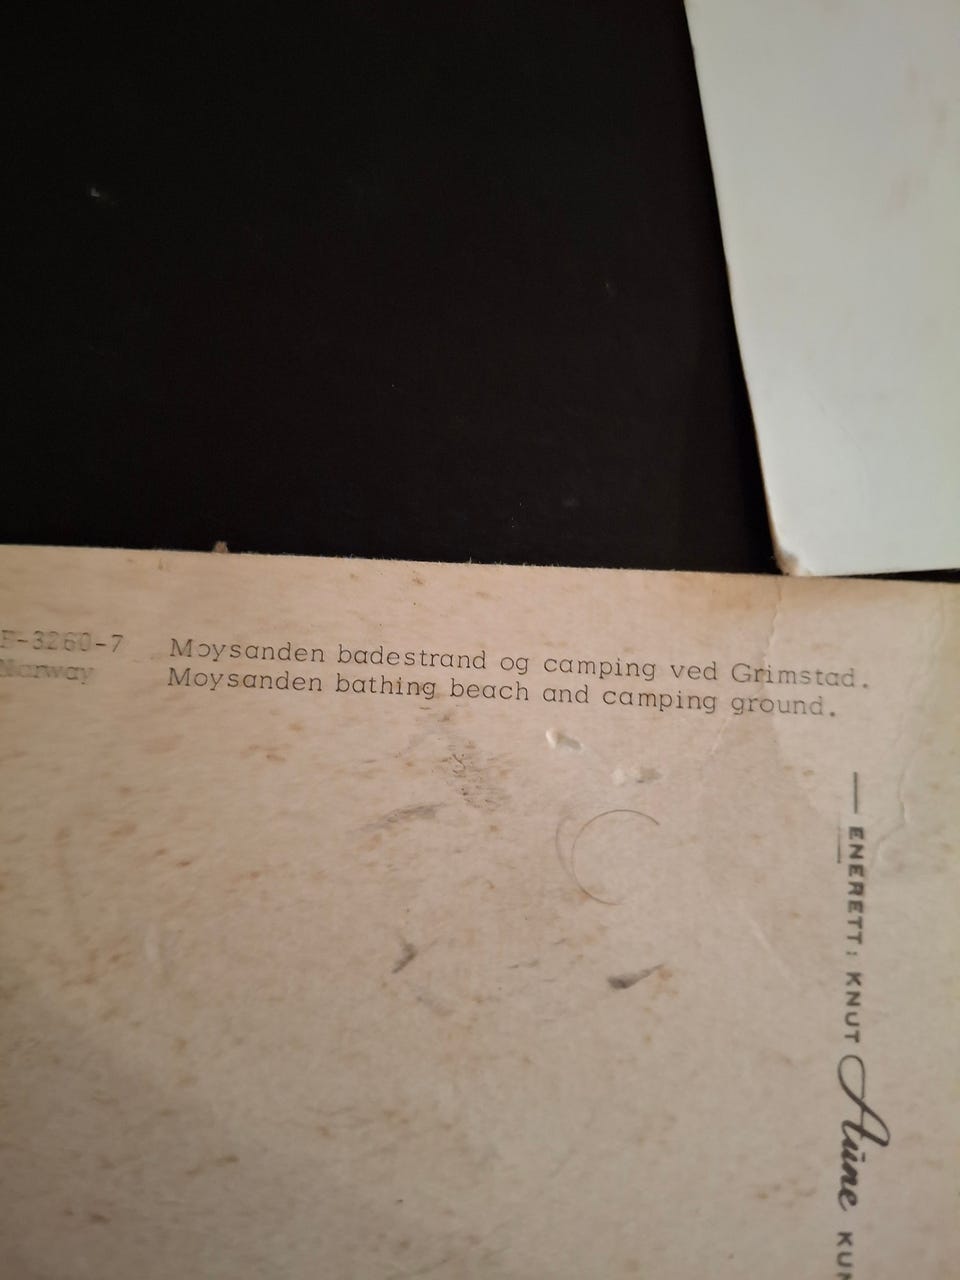 F-3260-7 Moysanden badestrand og camping ved Grimstad.
Norway Moysanden bathing beach and camping ground.
— ENERETT: KNUT Aune